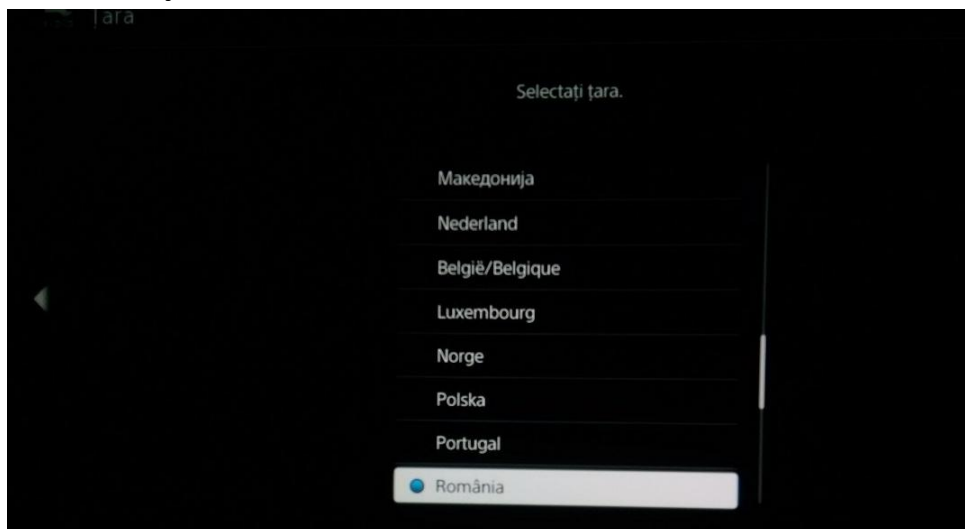 Țara
Selectați țara.
Македонија
Nederland
België/Belgique
Luxembourg
Norge
Polska
Portugal
România